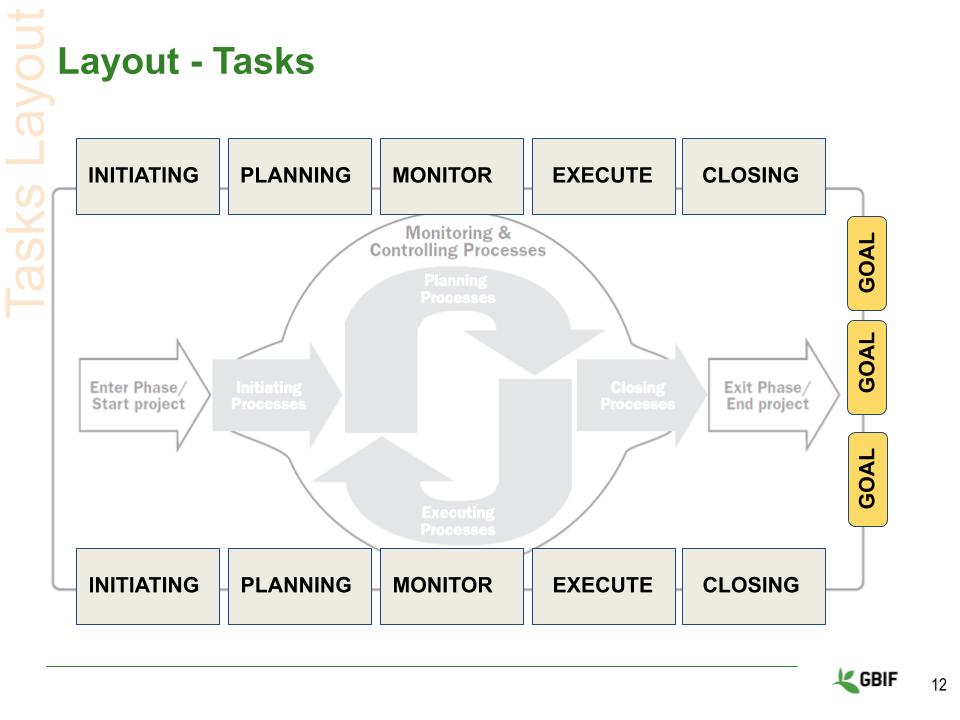 Tasks Layout
Layout - Tasks
INITIATING
PLANNING
MONITOR
EXECUTE
CLOSING
Monitoring &
Controlling Processes
Planning
Processes
Enter Phase/
Start project
Initiating
Processes
Closing
Processes
Exit Phase/
End project
Executing
Processes
GOAL
GOAL
GOAL
INITIATING
PLANNING
MONITOR
EXECUTE
CLOSING
GBIF
12